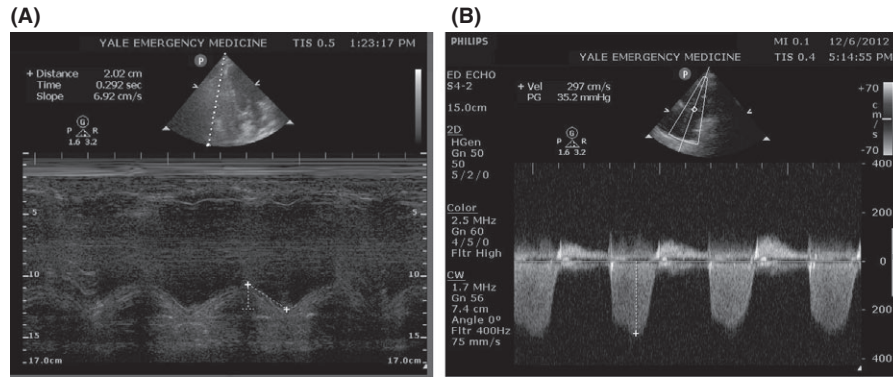 (A)
YALE EMERGENCY MEDICINE TIS 0.5 1:23:17 PM
P
+ Distance 2.02 cm
Time 0.292 sec
Slope 6.92 cm/s
G
P R
1.6 3.2
5 5
10 10
15 15
17.0cm 17.0cm
(B)
PHILIPS MI 0.1 12/6/2012
YALE EMERGENCY MEDICINE TIS 0.4 5:14:55 PM
ED ECHO
S4-2
15.0cm
2D
HGen
Gn 50
50
5/2/0
Color
2.5 MHz
Gn 60
4/5/0
Fltr High
CW
1.7 MHz
Gn 56
7.4 cm
Angle 0°
Fltr 400Hz
75 mm/s
P
+ Vel 297 cm/s
PG 35.2 mmHg
G
P R
1.6 3.2
+70
c
m
/
s
-70
400
200
0
200
400